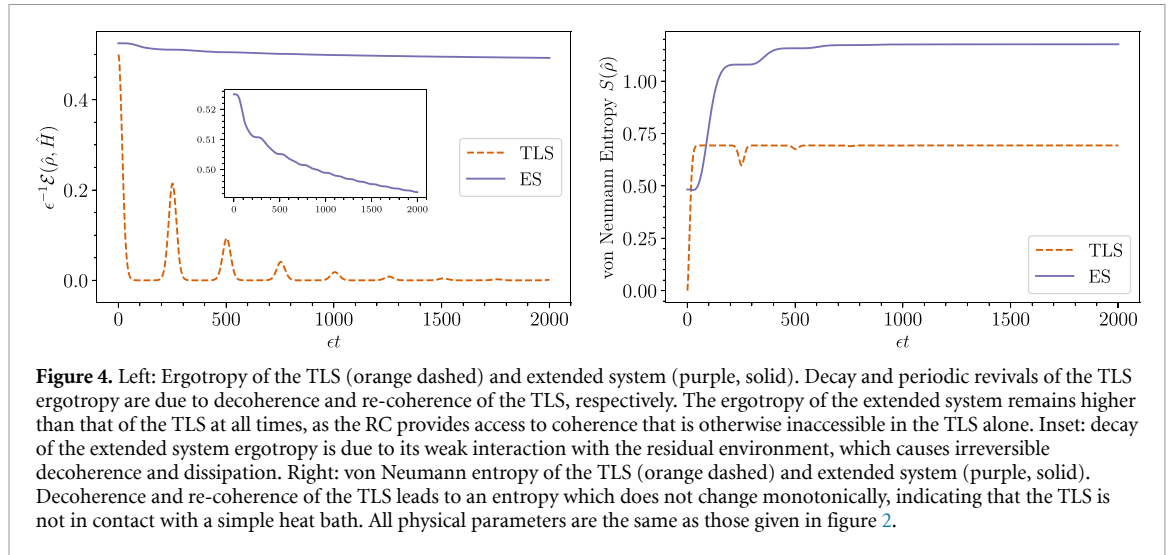 0.4
0.2
0.0
ϵ⁻¹ℰ(ρ̂, Ĥ)
0.52
0.51
0.50
0 500 1000 1500 2000
TLS
ES
0 500 1000 1500 2000
ϵt
1.00
0.75
0.50
0.25
0.00
von Neumann Entropy S(ρ̂)
TLS
ES
0 500 1000 1500 2000
ϵt
Figure 4. Left: Ergotropy of the TLS (orange dashed) and extended system (purple, solid). Decay and periodic revivals of the TLS
ergotropy are due to decoherence and re-coherence of the TLS, respectively. The ergotropy of the extended system remains higher
than that of the TLS at all times, as the RC provides access to coherence that is otherwise inaccessible in the TLS alone. Inset: decay
of the extended system ergotropy is due to its weak interaction with the residual environment, which causes irreversible
decoherence and dissipation. Right: von Neumann entropy of the TLS (orange dashed) and extended system (purple, solid).
Decoherence and re-coherence of the TLS leads to an entropy which does not change monotonically, indicating that the TLS is
not in contact with a simple heat bath. All physical parameters are the same as those given in figure 2.